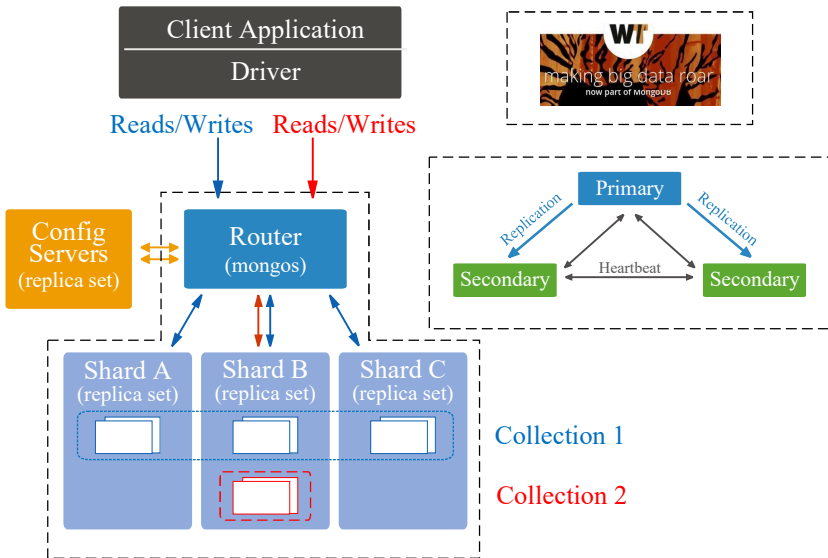 Client Application
Driver
Reads/Writes
Reads/Writes
Config
Servers
(replica set)
Router
(mongos)
Shard A
(replica set)
Shard B
(replica set)
Shard C
(replica set)
Collection 1
Collection 2
WT
making big data roar
now part of MongoDB
Primary
Replication
Replication
Secondary
Heartbeat
Secondary